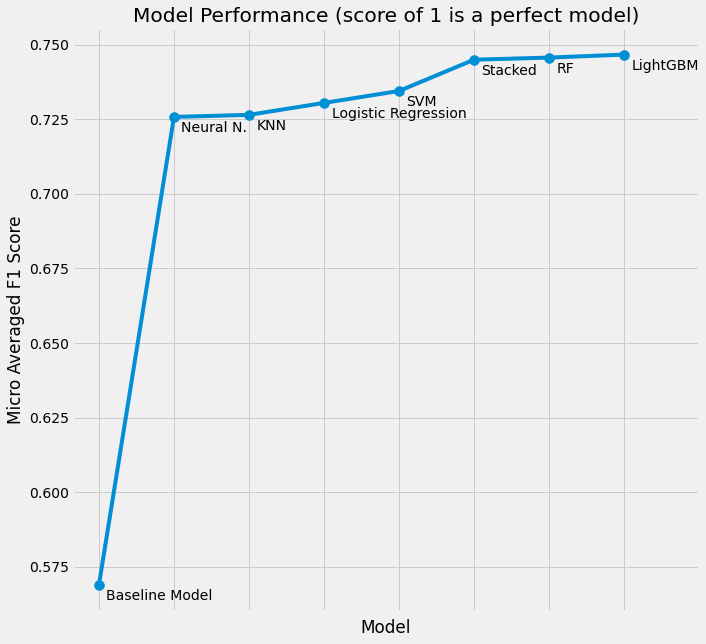 Model Performance (score of 1 is a perfect model)
0.750
0.725
0.700
0.675
0.650
0.625
0.600
0.575
Micro Averaged F1 Score
Baseline Model
Neural N.
KNN
Logistic Regression
SVM
Stacked
RF
LightGBM
Model